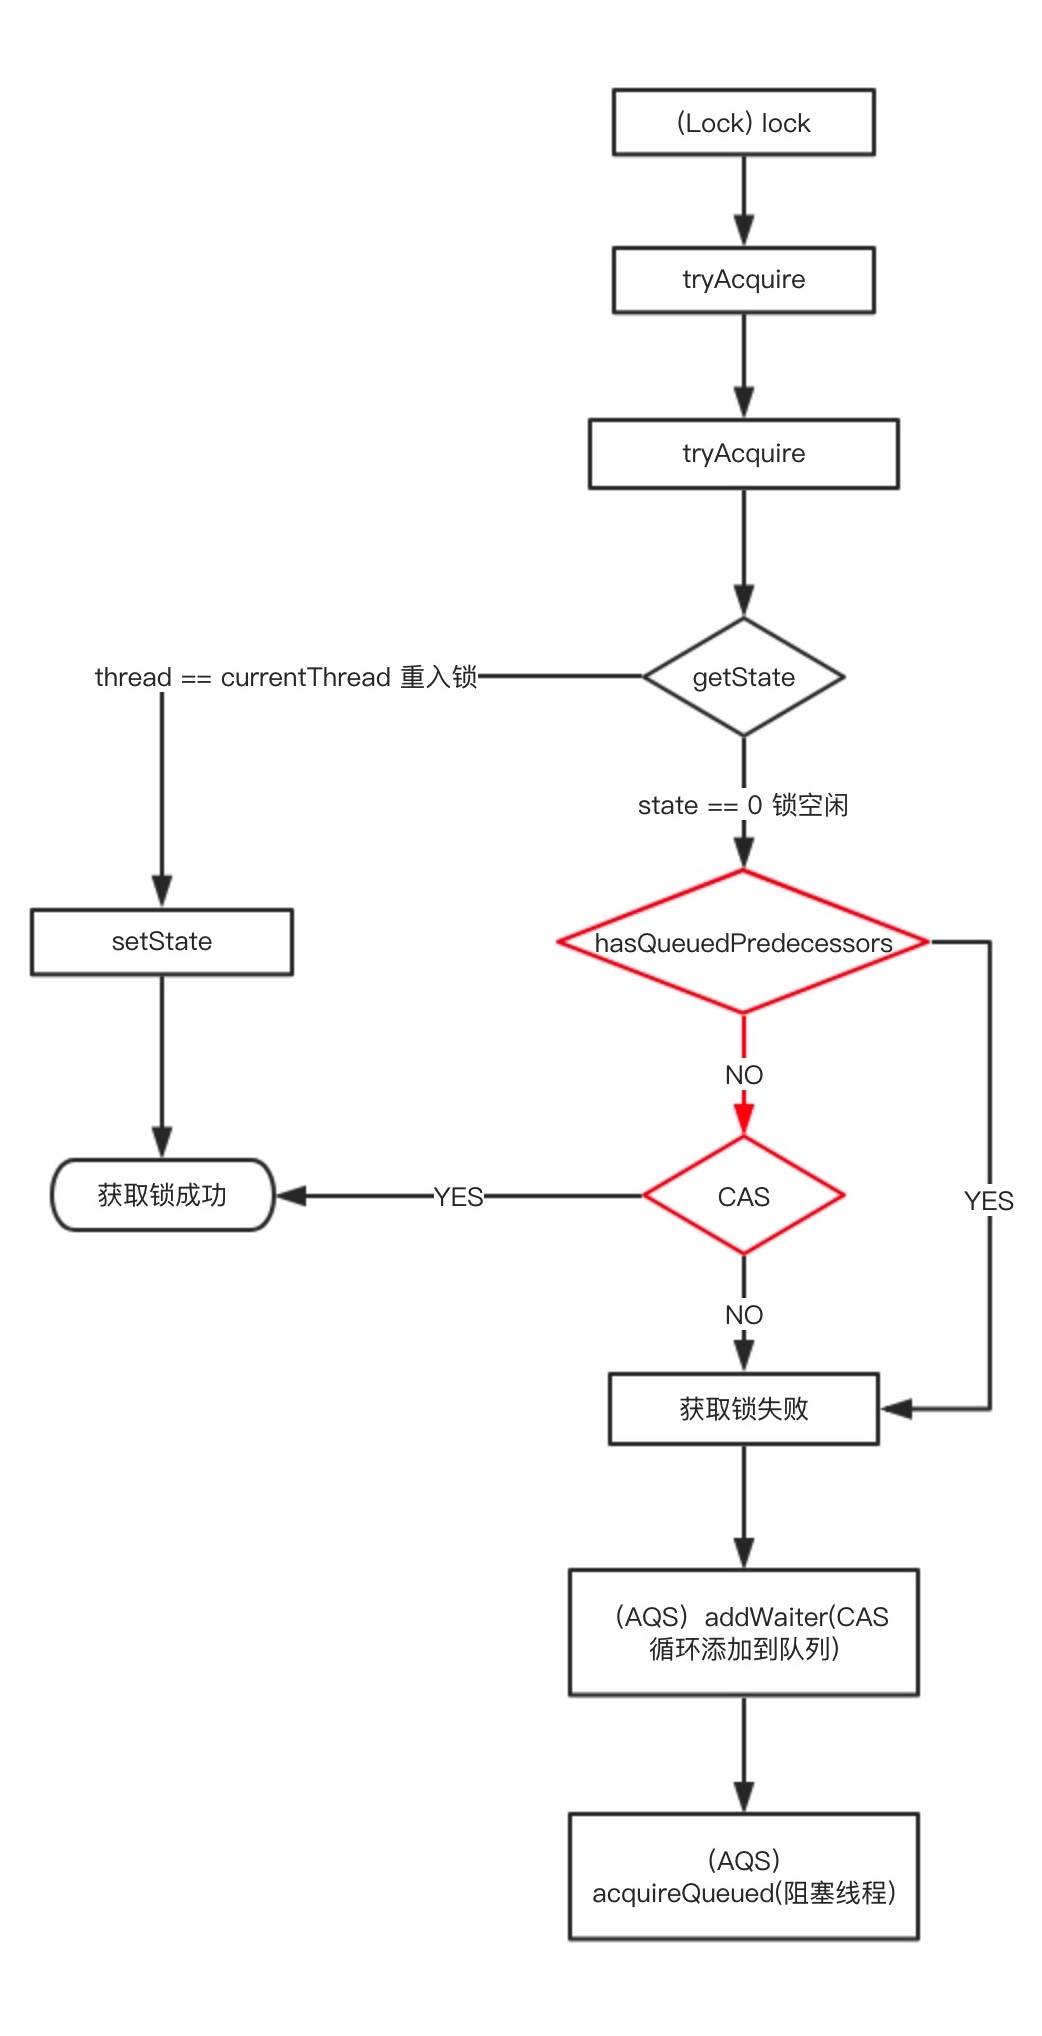 (Lock) lock
tryAcquire
tryAcquire
thread == currentThread 重入锁
getState
state == 0 锁空闲
setState
hasQueuedPredecessors
NO
获取锁成功
YES
CAS
YES
NO
获取锁失败
(AQS) addWaiter(CAS
循环添加到队列)
(AQS)
acquireQueued(阻塞线程)